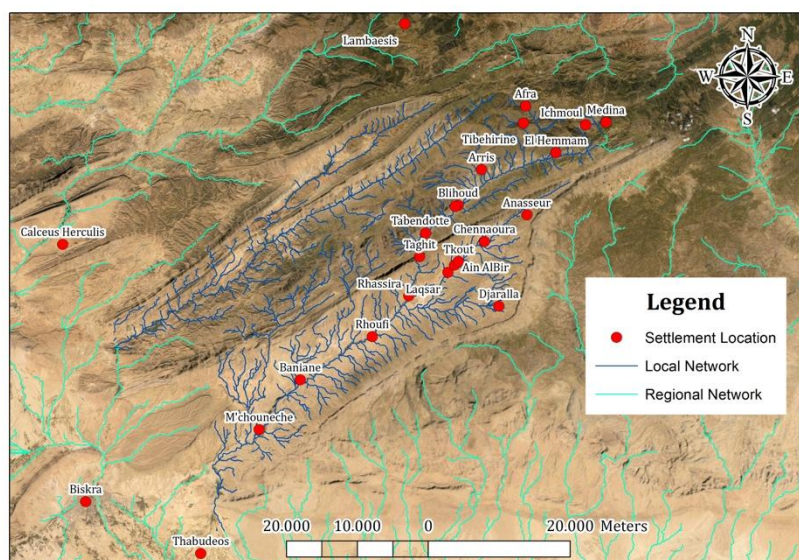 Lambaesis
N
W E
S
Afra
Ichmoul Medina
Tibehirine
El Hemmam
Arris
Blihoud
Anasseur
Tabendotte
Chennaoura
Calceus Herculis
Taghit
Tkout
Ain AlBir
Rhassira
Laqsar
Djaralla
Rhoufi
Legend
Settlement Location
Local Network
Regional Network
Baniane
M'chouneche
Biskra
Thabudeos
20.000 10.000 0 20.000 Meters